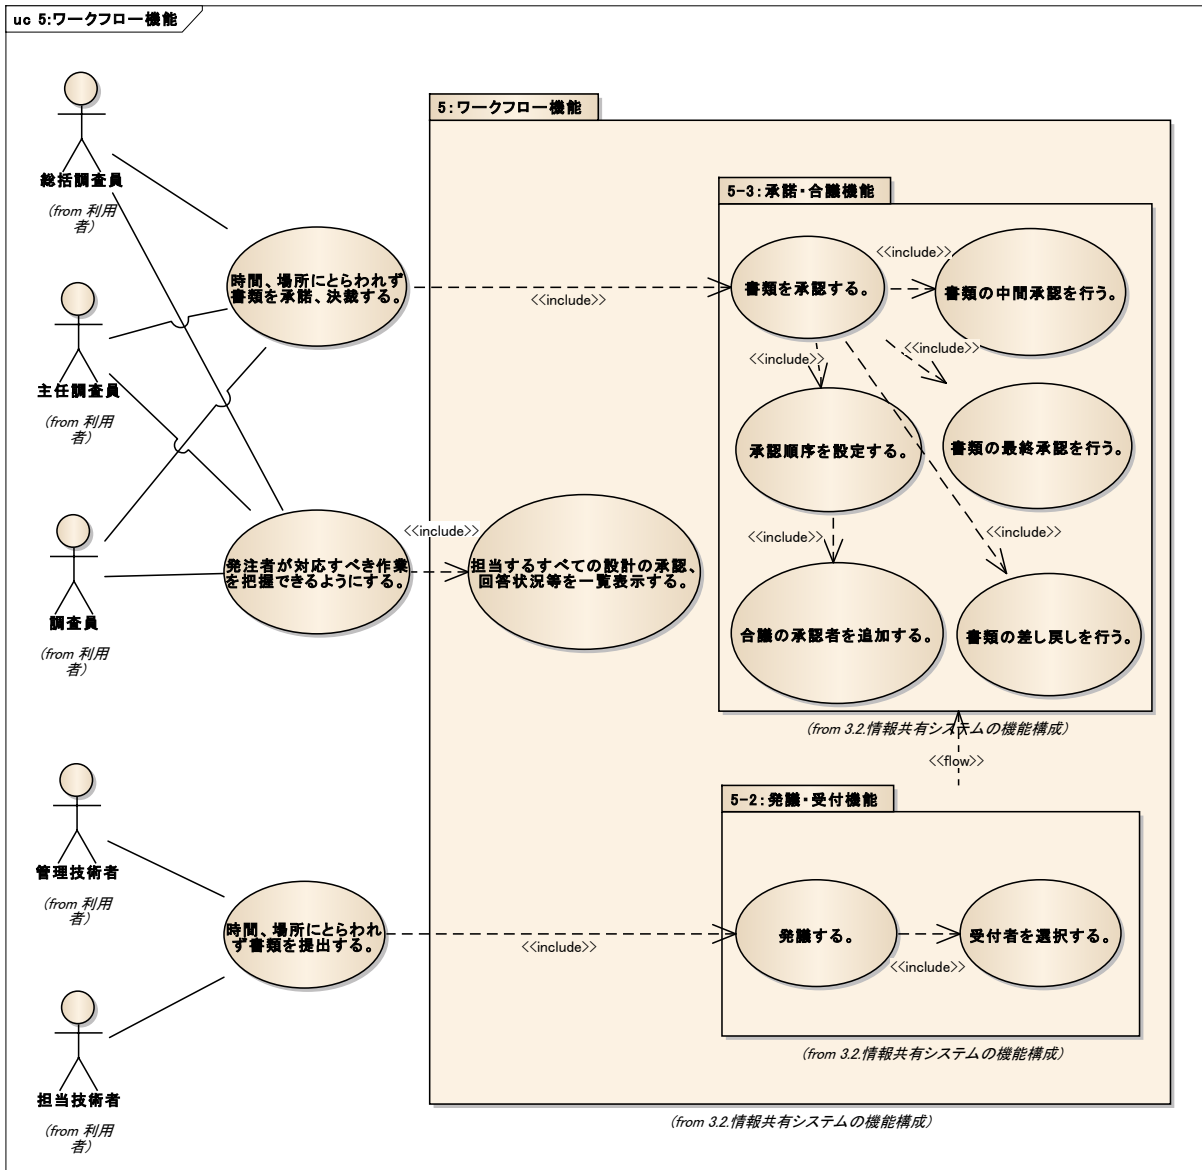 uc 5:ワークフロー機能
総括調査員
(from 利用
者)
主任調査員
(from 利用
者)
調査員
(from 利用
者)
管理技術者
(from 利用
者)
担当技術者
(from 利用
者)
時間、場所にとらわれず
書類を承諾、決裁する。
発注者が対応すべき作業
を把握できるようにする。
時間、場所にとらわれ
ず書類を提出する。
<<include>>
<<include>>
<<include>>
5:ワークフロー機能
担当するすべての設計の承認、
回答状況等を一覧表示する。
5-3:承諾・合議機能
書類を承認する。
<<include>>
書類の中間承認を行う。
<<include>>
<<include>>
承認順序を設定する。
書類の最終承認を行う。
<<include>>
<<include>>
合議の承認者を追加する。
書類の差し戻しを行う。
(from 3.2.情報共有システムの機能構成)
<<flow>>
5-2:発議・受付機能
発議する。
<<include>>
受付者を選択する。
(from 3.2.情報共有システムの機能構成)
(from 3.2.情報共有システムの機能構成)